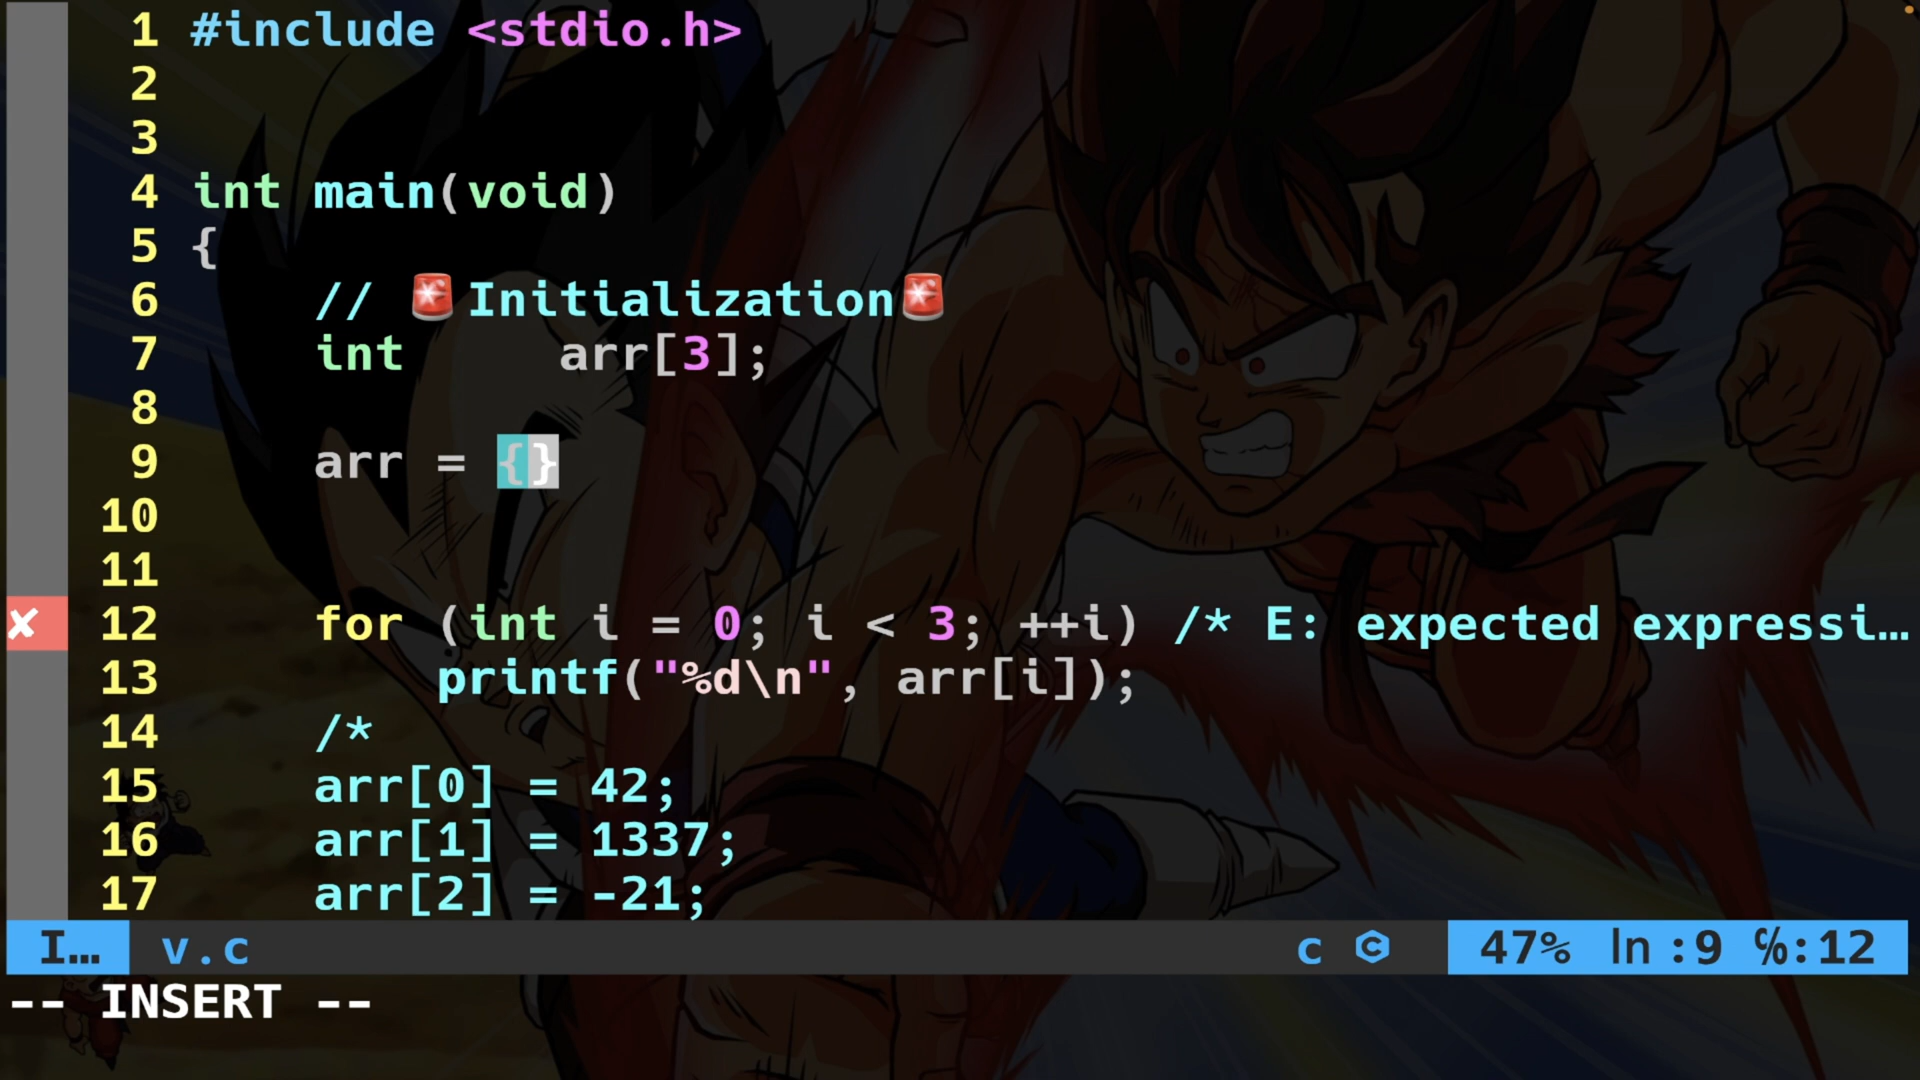 1 #include <stdio.h>
2
3
4 int main(void)
5 {
6 // 🚨Initialization🚨
7 int arr[3];
8
9 arr = {}
10
11
12 for (int i = 0; i < 3; ++i) /* E: expected expressi…
13 printf("%d\n", arr[i]);
14 /*
15 arr[0] = 42;
16 arr[1] = 1337;
17 arr[2] = -21;
I… v.c c C 47% ln :9 ℅:12
-- INSERT --